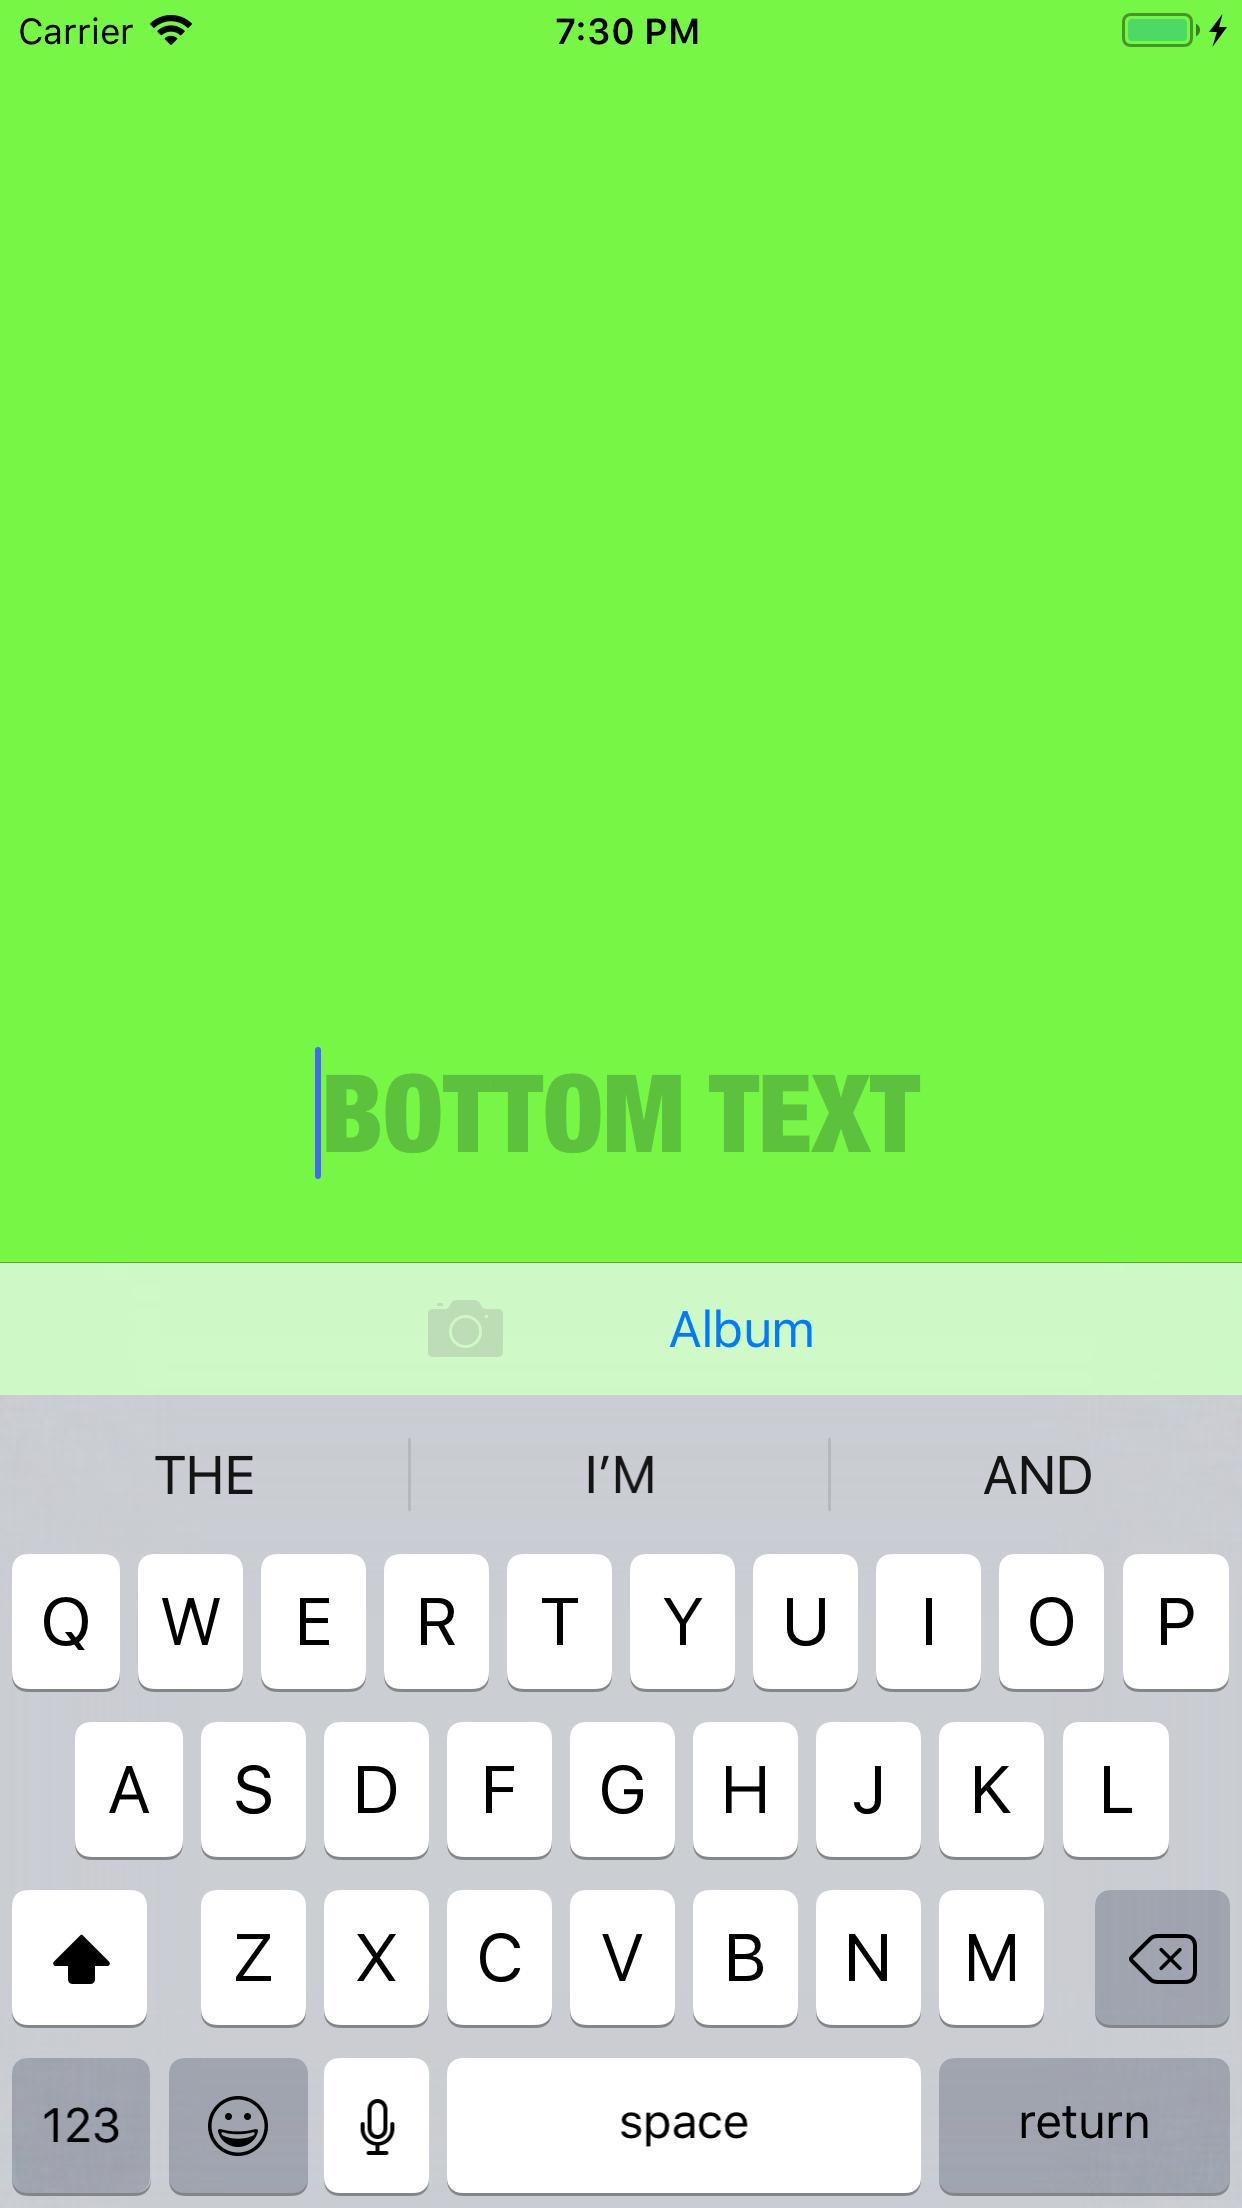 Carrier 7:30 PM
BOTTOM TEXT
Album
THE I’M AND
Q W E R T Y U I O P
A S D F G H J K L
Z X C V B N M
123 space return